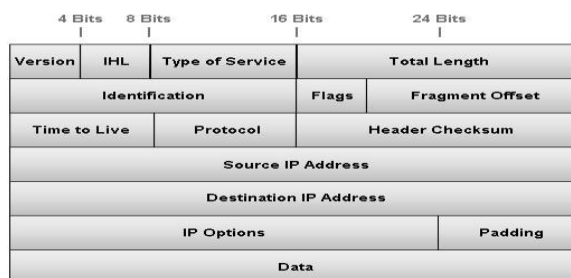 4 Bits 8 Bits 16 Bits 24 Bits
Version IHL Type of Service Total Length
Identification Flags Fragment Offset
Time to Live Protocol Header Checksum
Source IP Address
Destination IP Address
IP Options Padding
Data